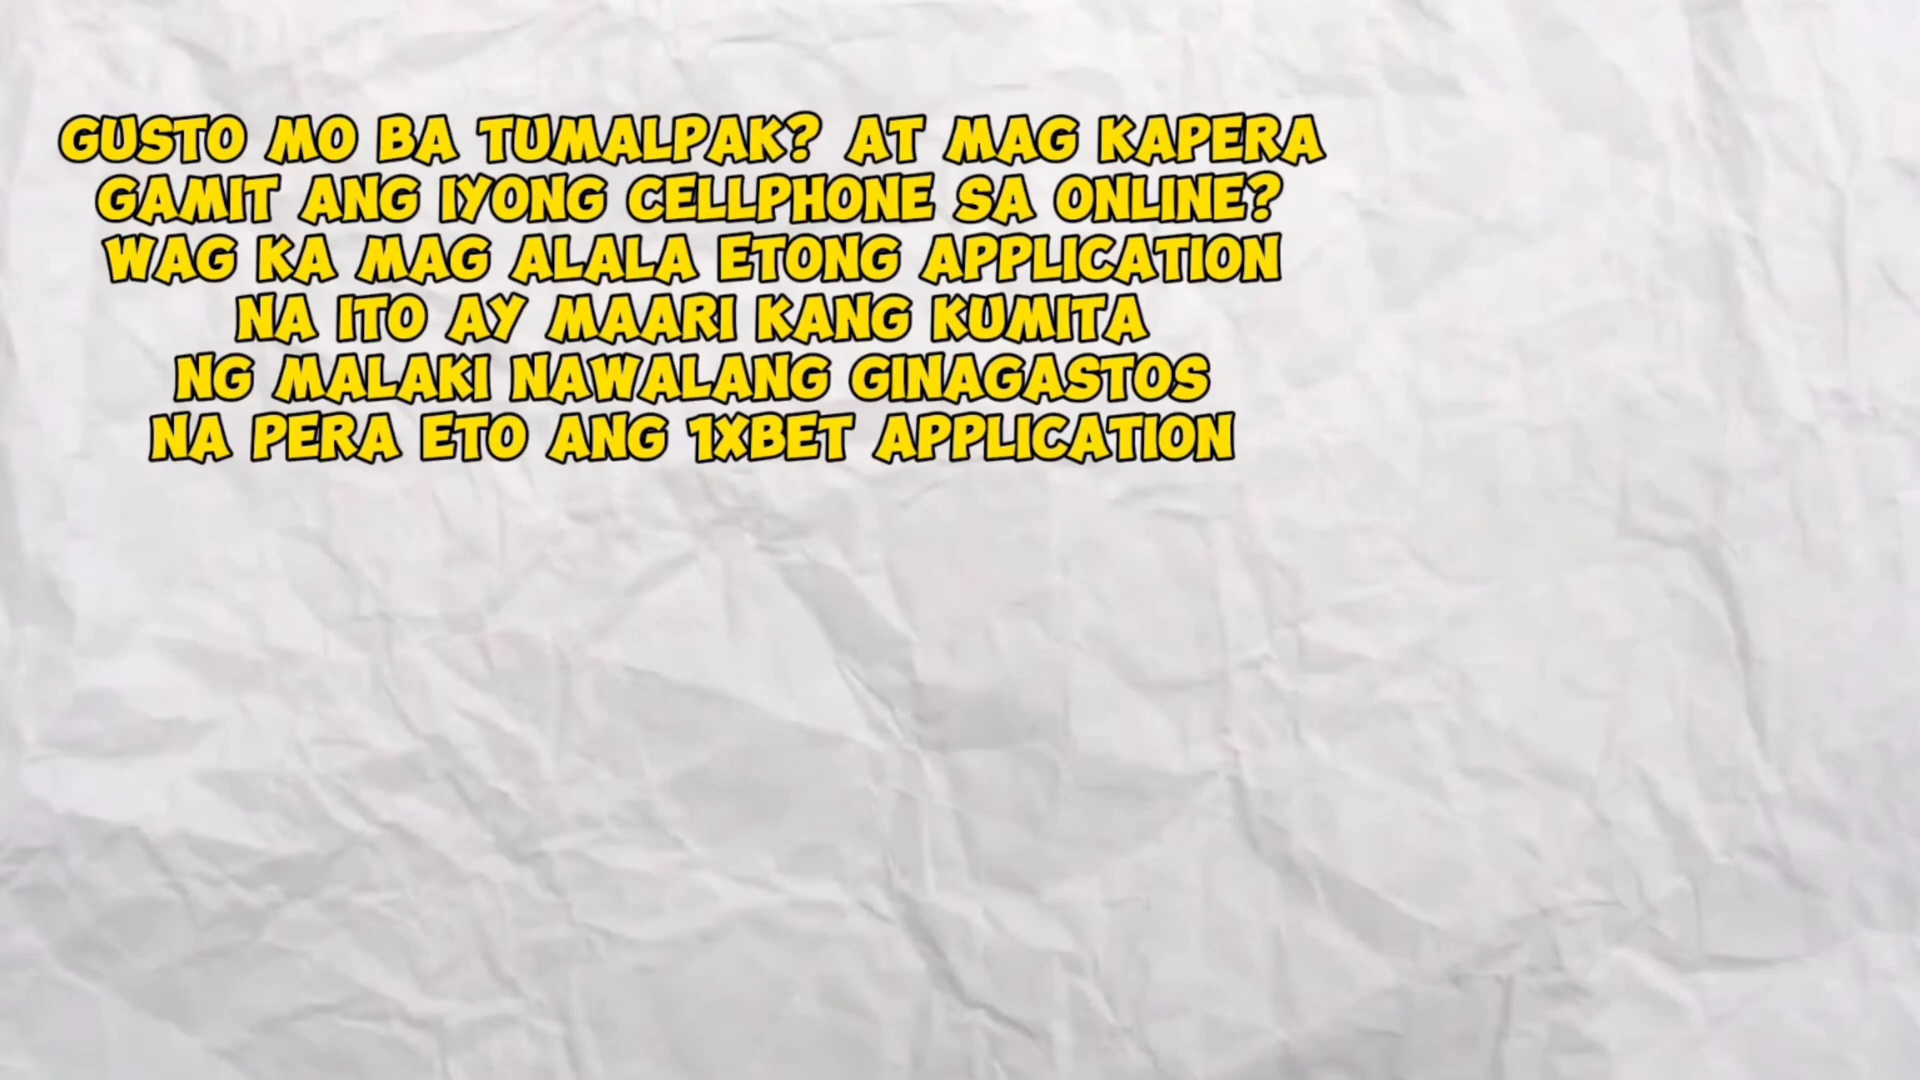 GUSTO MO BA TUMALPAK? AT MAG KAPERA
GAMIT ANG IYONG CELLPHONE SA ONLINE?
WAG KA MAG ALALA ETONG APPLICATION
NA ITO AY MAARI KANG KUMITA
NG MALAKI NAWALANG GINAGASTOS
NA PERA ETO ANG 1XBET APPLICATION